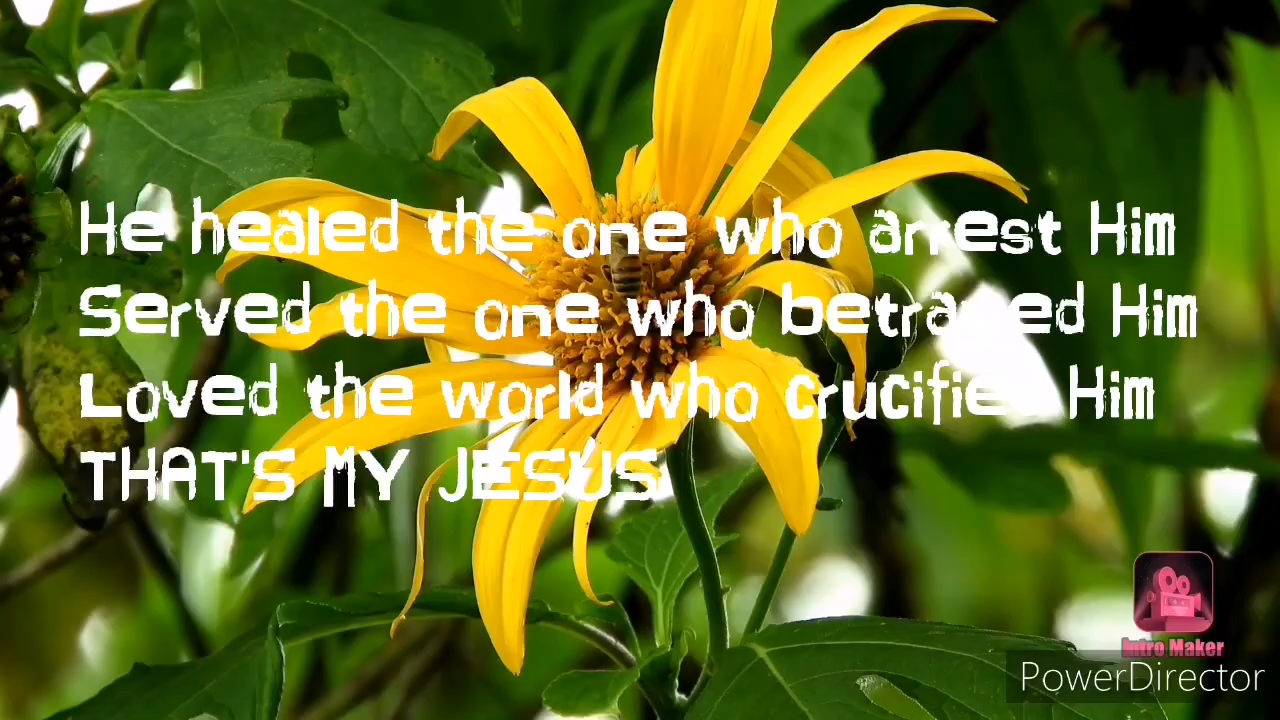 He healed the one who arrest Him
Served the one who betrayed Him
Loved the world who crucified Him
THAT'S MY JESUS
Intro Maker
PowerDirector